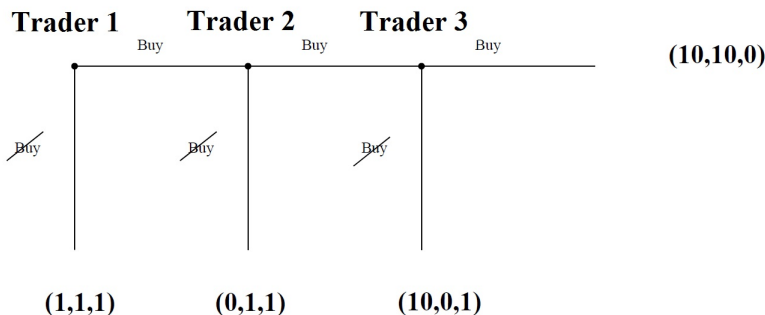 Trader 1 Trader 2 Trader 3
Buy Buy Buy
(10,10,0)
Buy Buy Buy
(1,1,1) (0,1,1) (10,0,1)